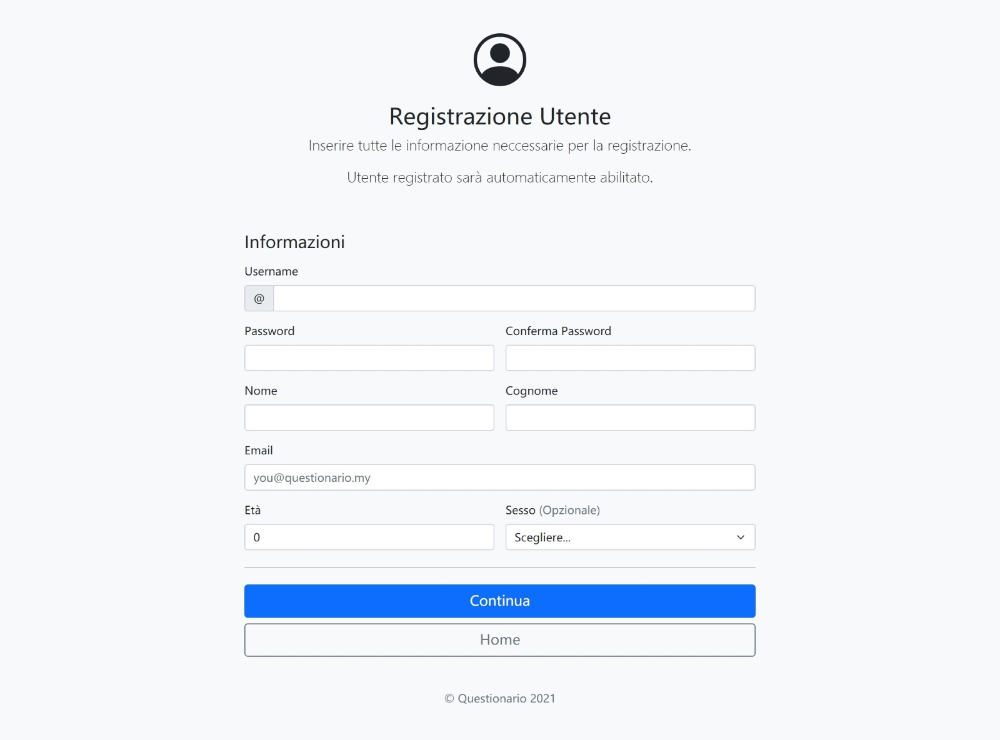 Registrazione Utente
Inserire tutte le informazione neccessarie per la registrazione.
Utente registrato sarà automaticamente abilitato.
Informazioni
Username
@
Password Conferma Password
Nome Cognome
Email
you@questionario.my
Età Sesso (Opzionale)
0 Scegliere...
Continua
Home
© Questionario 2021